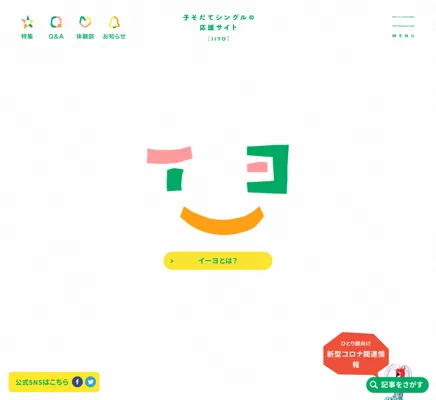 特集
Q&A
体験談
お知らせ
子そだてシングルの
応援サイト
[ IIYO ]
MENU
イーヨ
> イーヨとは?
ひとり親向け
新型コロナ関連情
報
公式SNSはこちら
記事をさがす